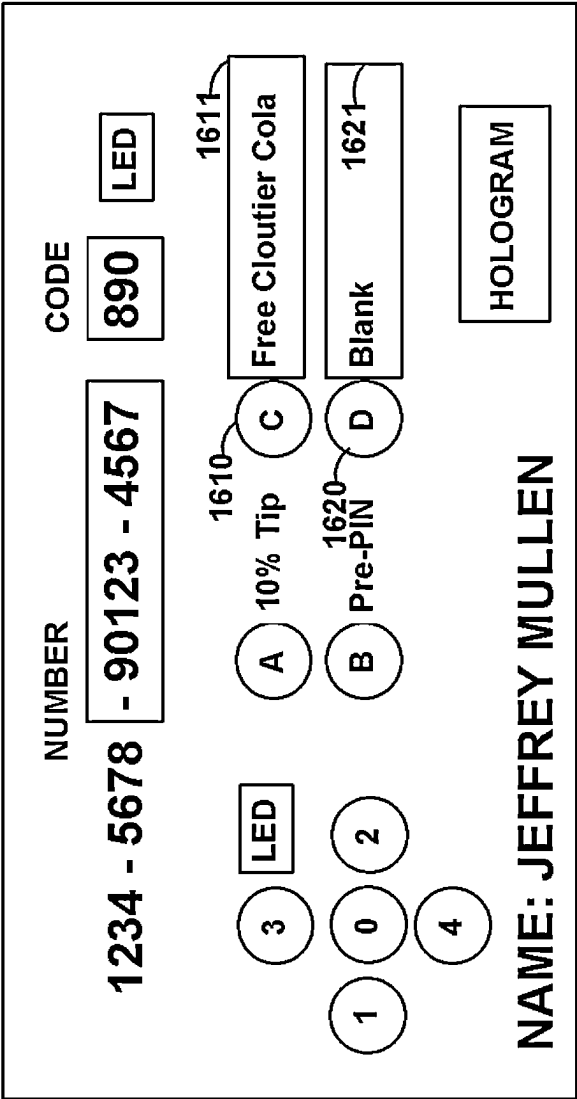 NUMBER CODE
1234 - 5678 - 90123 - 4567 890 LED
1611
1610
3 LED A 10% Tip C Free Cloutier Cola
1620 1621
1 0 2 B Pre-PIN D Blank
4
HOLOGRAM
NAME: JEFFREY MULLEN